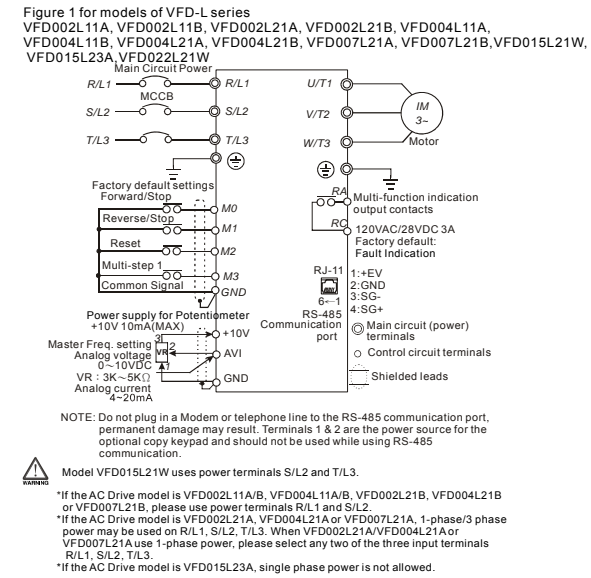 Figure 1 for models of VFD-L series
VFD002L11A, VFD002L11B, VFD002L21A, VFD002L21B, VFD004L11A,
VFD004L11B, VFD004L21A, VFD004L21B, VFD007L21A, VFD007L21B,VFD015L21W,
VFD015L23A,VFD022L21W
Main Circuit Power
R/L1
R/L1
U/T1
MCCB
S/L2
S/L2
V/T2
IM
3~
T/L3
T/L3
W/T3
Motor
Factory default settings
Forward/Stop
M0
Reverse/Stop
M1
Reset
M2
Multi-step 1
M3
Common Signal
GND
RA
Multi-function indication
output contacts
RC
120VAC/28VDC 3A
Factory default:
Fault Indication
RJ-11
6←1
RS-485
Communication
port
1:+EV
2:GND
3:SG-
4:SG+
Power supply for Potentiometer
+10V 10mA(MAX)
+10V
3
Master Freq. setting
VR
2
AVI
Analog voltage
1
0~10VDC
VR：3K~5KΩ
GND
Analog current
4~20mA
Main circuit (power)
terminals
Control circuit terminals
Shielded leads
NOTE: Do not plug in a Modem or telephone line to the RS-485 communication port,
permanent damage may result. Terminals 1 & 2 are the power source for the
optional copy keypad and should not be used while using RS-485
communication.
WARNING
Model VFD015L21W uses power terminals S/L2 and T/L3.
*If the AC Drive model is VFD002L11A/B, VFD004L11A/B, VFD002L21B, VFD004L21B
or VFD007L21B, please use power terminals R/L1 and S/L2.
*If the AC Drive model is VFD002L21A, VFD004L21A or VFD007L21A, 1-phase/3 phase
power may be used on R/L1, S/L2, T/L3. When VFD002L21A/VFD004L21A or
VFD007L21A use 1-phase power, please select any two of the three input terminals
R/L1, S/L2, T/L3.
*If the AC Drive model is VFD015L23A, single phase power is not allowed.